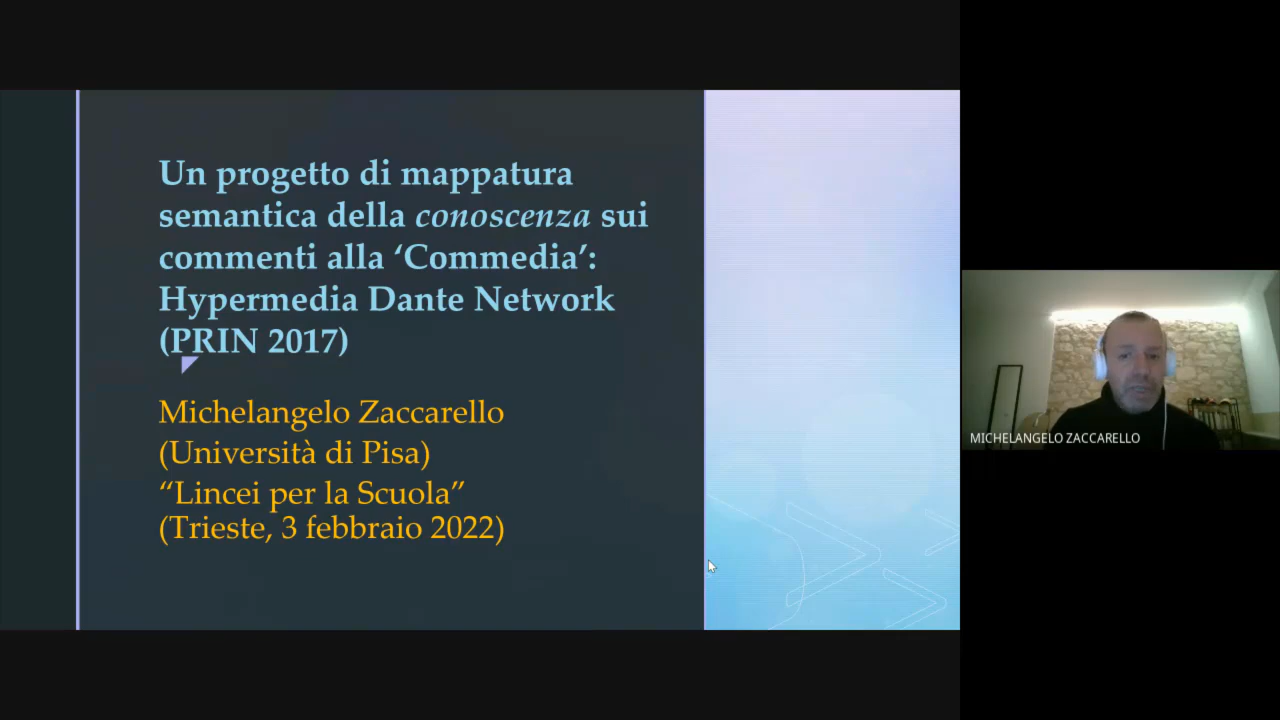 Un progetto di mappatura
semantica della conoscenza sui
commenti alla ‘Commedia’:
Hypermedia Dante Network
(PRIN 2017)
Michelangelo Zaccarello
(Università di Pisa)
“Lincei per la Scuola”
(Trieste, 3 febbraio 2022)
MICHELANGELO ZACCARELLO